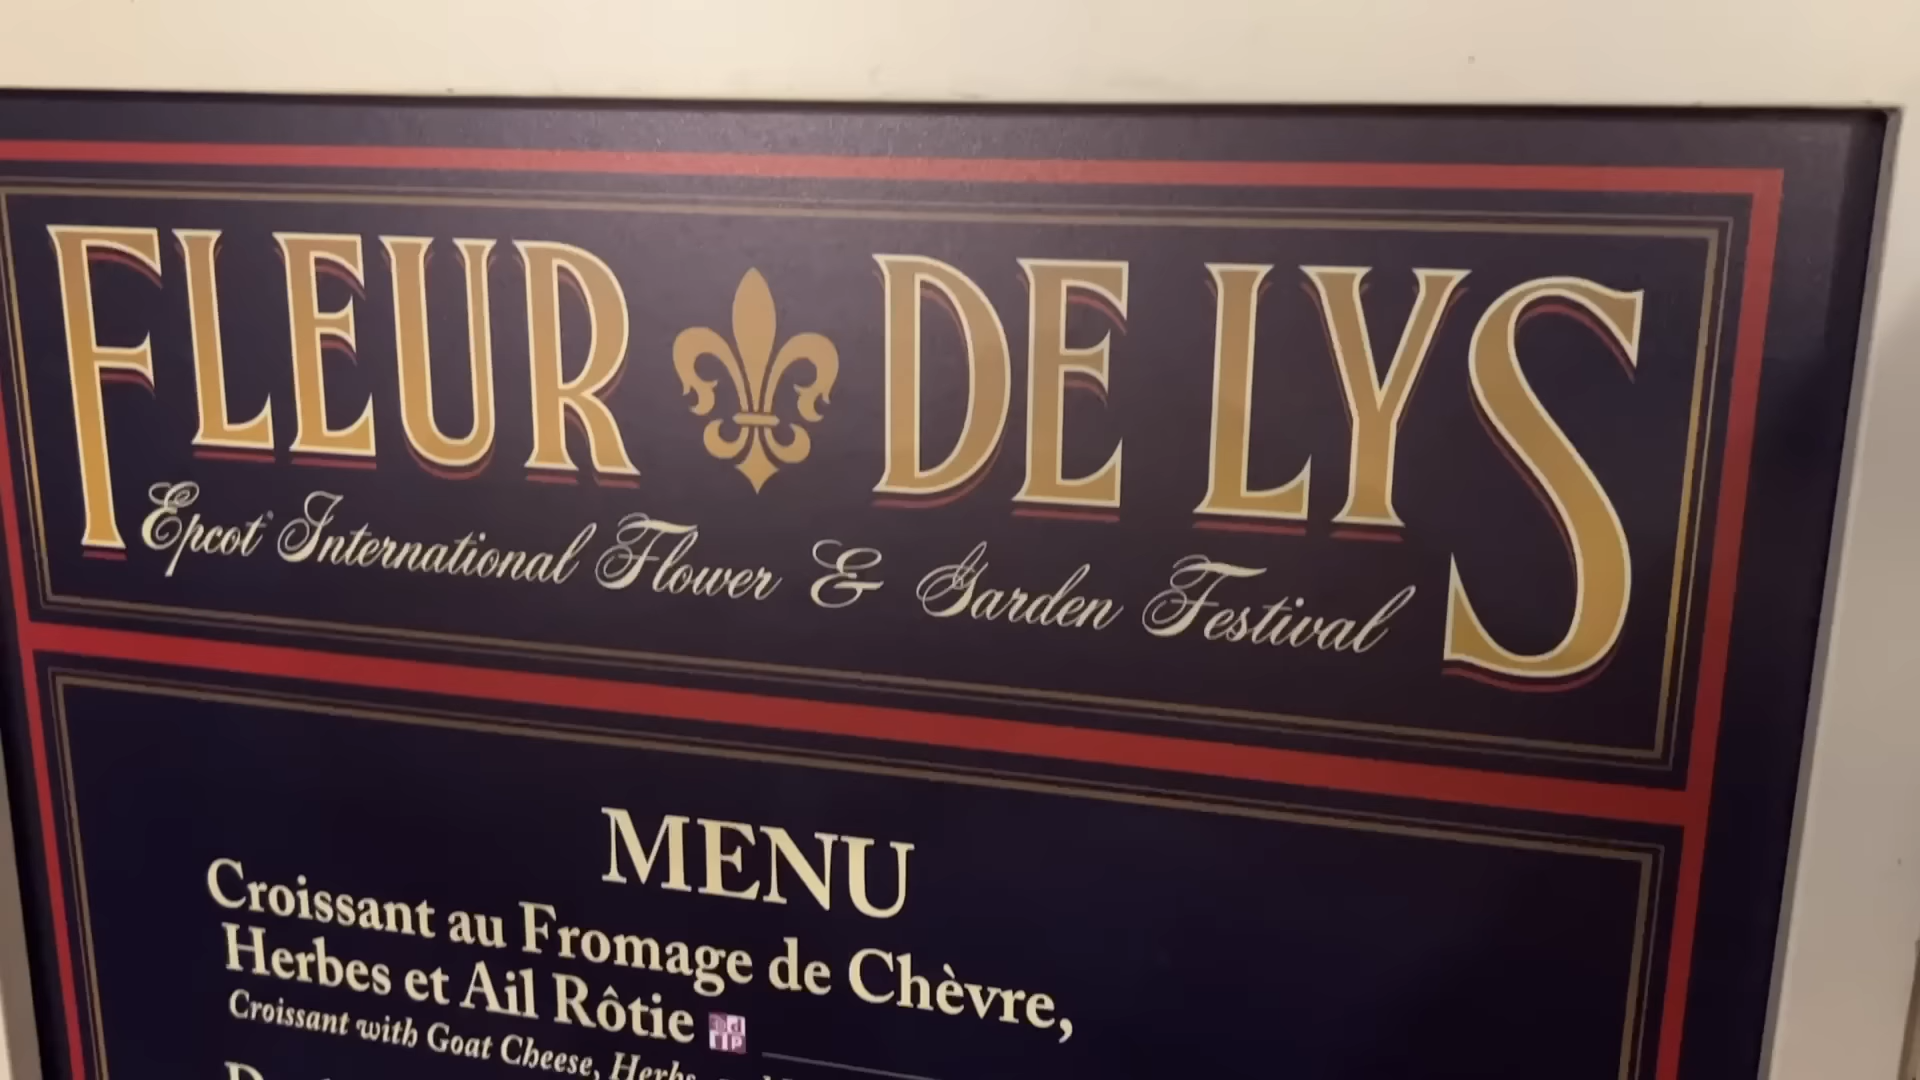 FLEUR DE LYS
Epcot International Flower & Garden Festival
MENU
Croissant au Fromage de Chèvre,
Herbes et Ail Rôtie
Croissant with Goat Cheese, Herbs